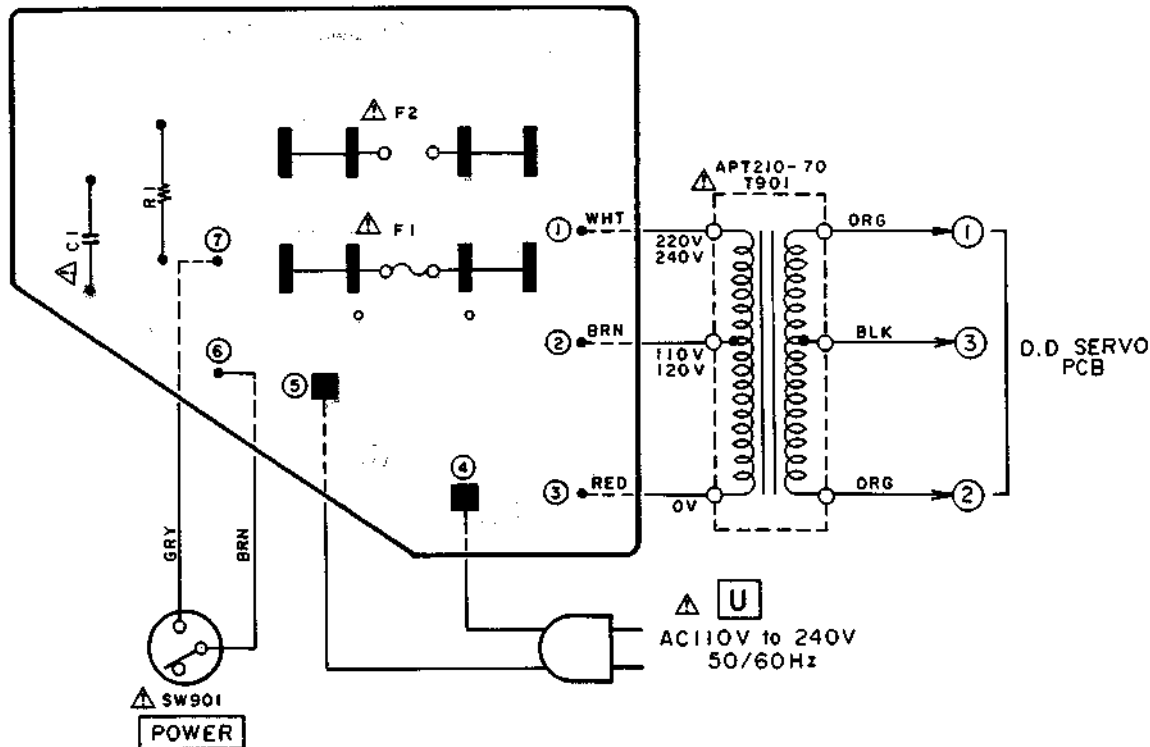 ⚠ F2
R1
⚠ C1
⑦
⚠ F1
① WHT
⚠ APT210-70
T901
220V
240V
ORG ①
⑥
② BRN
110V
120V
BLK ③
D.D SERVO
PCB
⑤
④
③ RED
0V
ORG ②
GRY
BRN
⚠ U
AC110V to 240V
50/60Hz
⚠ SW901
POWER